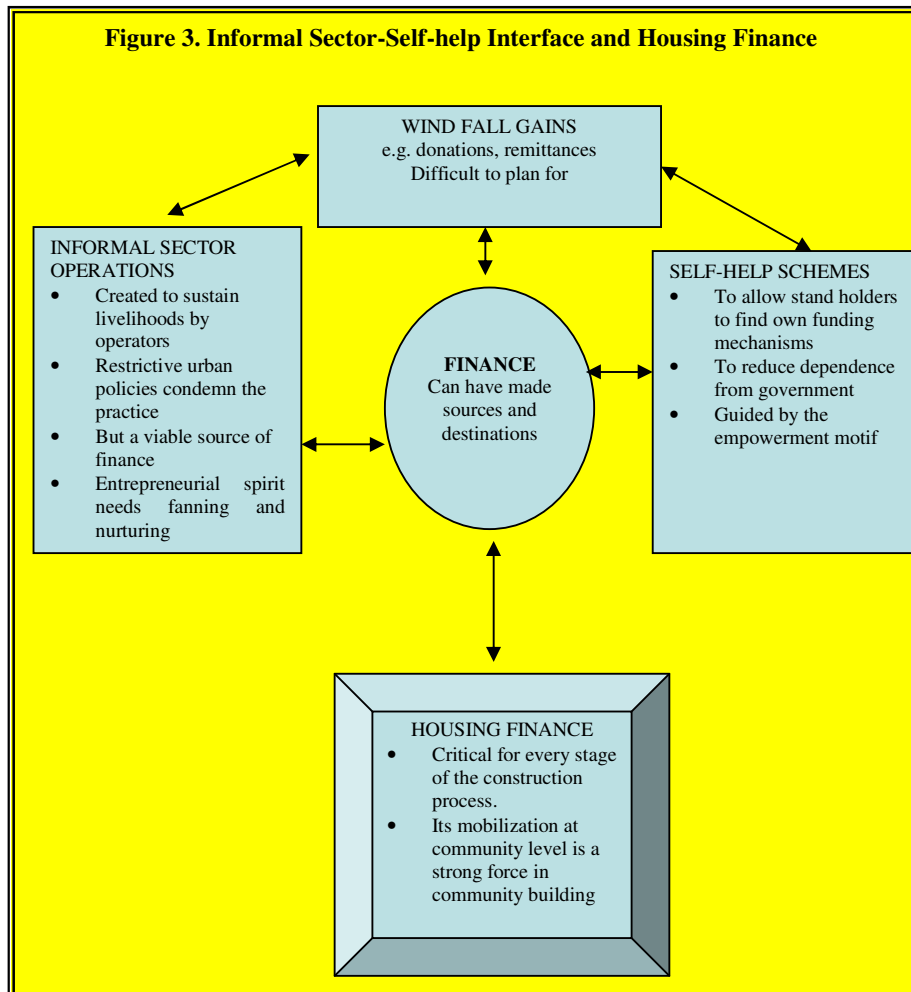 Figure 3. Informal Sector-Self-help Interface and Housing Finance
WIND FALL GAINS
e.g. donations, remittances
Difficult to plan for
INFORMAL SECTOR
OPERATIONS
• Created to sustain
livelihoods by
operators
• Restrictive urban
policies condemn the
practice
• But a viable source of
finance
• Entrepreneurial spirit
needs fanning and
nurturing
FINANCE
Can have made
sources and
destinations
SELF-HELP SCHEMES
• To allow stand holders
to find own funding
mechanisms
• To reduce dependence
from government
• Guided by the
empowerment motif
HOUSING FINANCE
• Critical for every stage
of the construction
process.
• Its mobilization at
community level is a
strong force in
community building